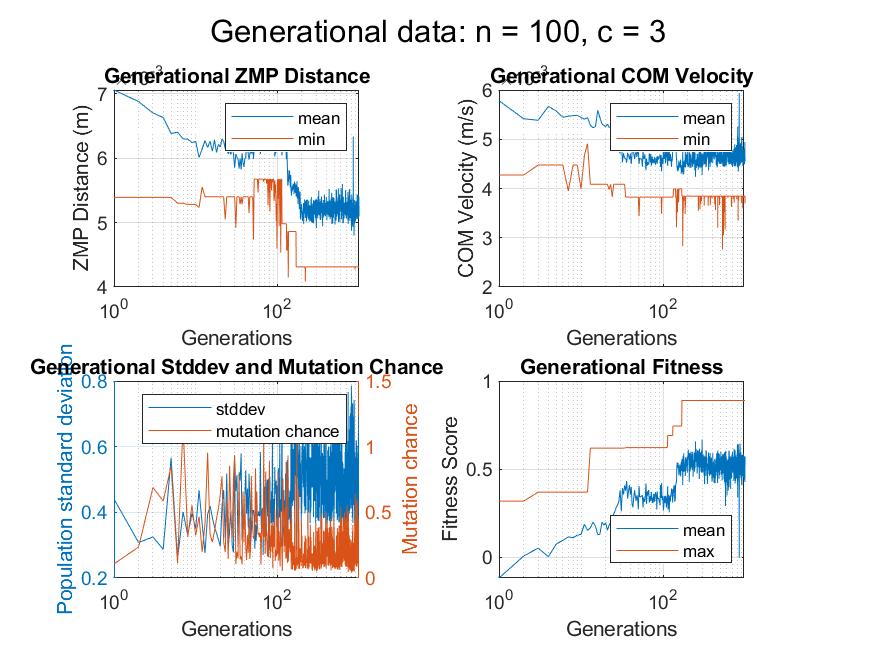 Generational data: n = 100, c = 3
Generational ZMP Distance
7
6
5
4
ZMP Distance (m)
mean
min
10^0
10^2
Generations
Generational COM Velocity
6
5
4
3
2
COM Velocity (m/s)
mean
min
10^0
10^2
Generations
Generational Stddev and Mutation Chance
0.8
0.6
0.4
0.2
Population standard deviation
stddev
mutation chance
1.5
1
0.5
0
Mutation chance
10^0
10^2
Generations
Generational Fitness
1
0.5
0
Fitness Score
mean
max
10^0
10^2
Generations